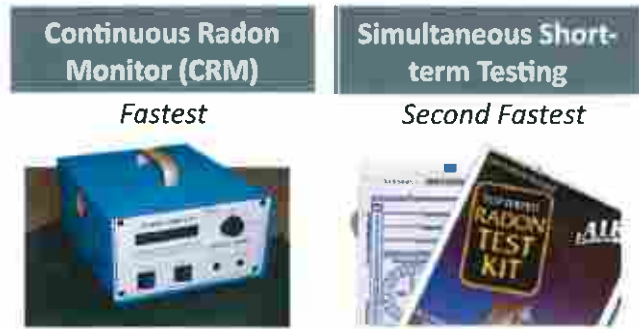 Continuous Radon
Monitor (CRM)
Fastest
Simultaneous Short-
term Testing
Second Fastest
RADON
TEST
KIT